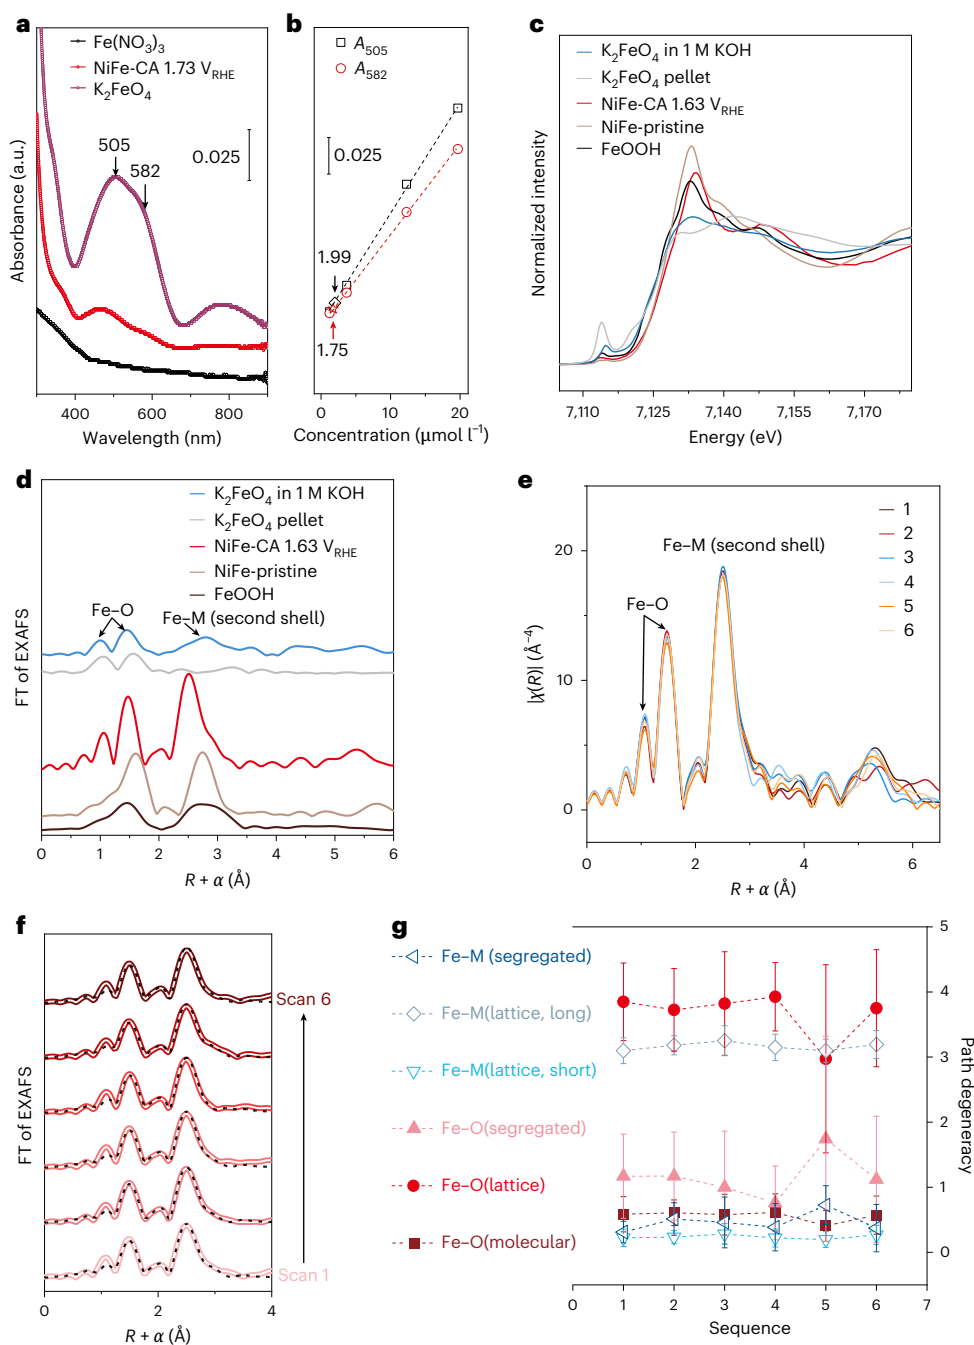 a
Fe(NO3)3
NiFe-CA 1.73 VRHE
K2FeO4
505
582
0.025
Absorbance (a.u.)
400
600
800
Wavelength (nm)
b
A505
A582
0.025
1.99
1.75
0
5
10
15
20
Concentration (µmol l−1)
c
K2FeO4 in 1 M KOH
K2FeO4 pellet
NiFe-CA 1.63 VRHE
NiFe-pristine
FeOOH
Normalized intensity
7,110
7,125
7,140
7,155
7,170
Energy (eV)
d
K2FeO4 in 1 M KOH
K2FeO4 pellet
NiFe-CA 1.63 VRHE
NiFe-pristine
FeOOH
Fe–O
Fe–M (second shell)
FT of EXAFS
0
1
2
3
4
5
6
R + α (Å)
e
1
2
3
4
5
6
Fe–M (second shell)
Fe–O
|χ(R)| (Å−4)
20
10
0
0
2
4
6
R + α (Å)
f
Scan 6
Scan 1
FT of EXAFS
0
2
4
R + α (Å)
g
Fe–M (segregated)
Fe–M(lattice, long)
Fe–M(lattice, short)
Fe–O(segregated)
Fe–O(lattice)
Fe–O(molecular)
5
4
3
2
1
0
Path degeneracy
0
1
2
3
4
5
6
7
Sequence